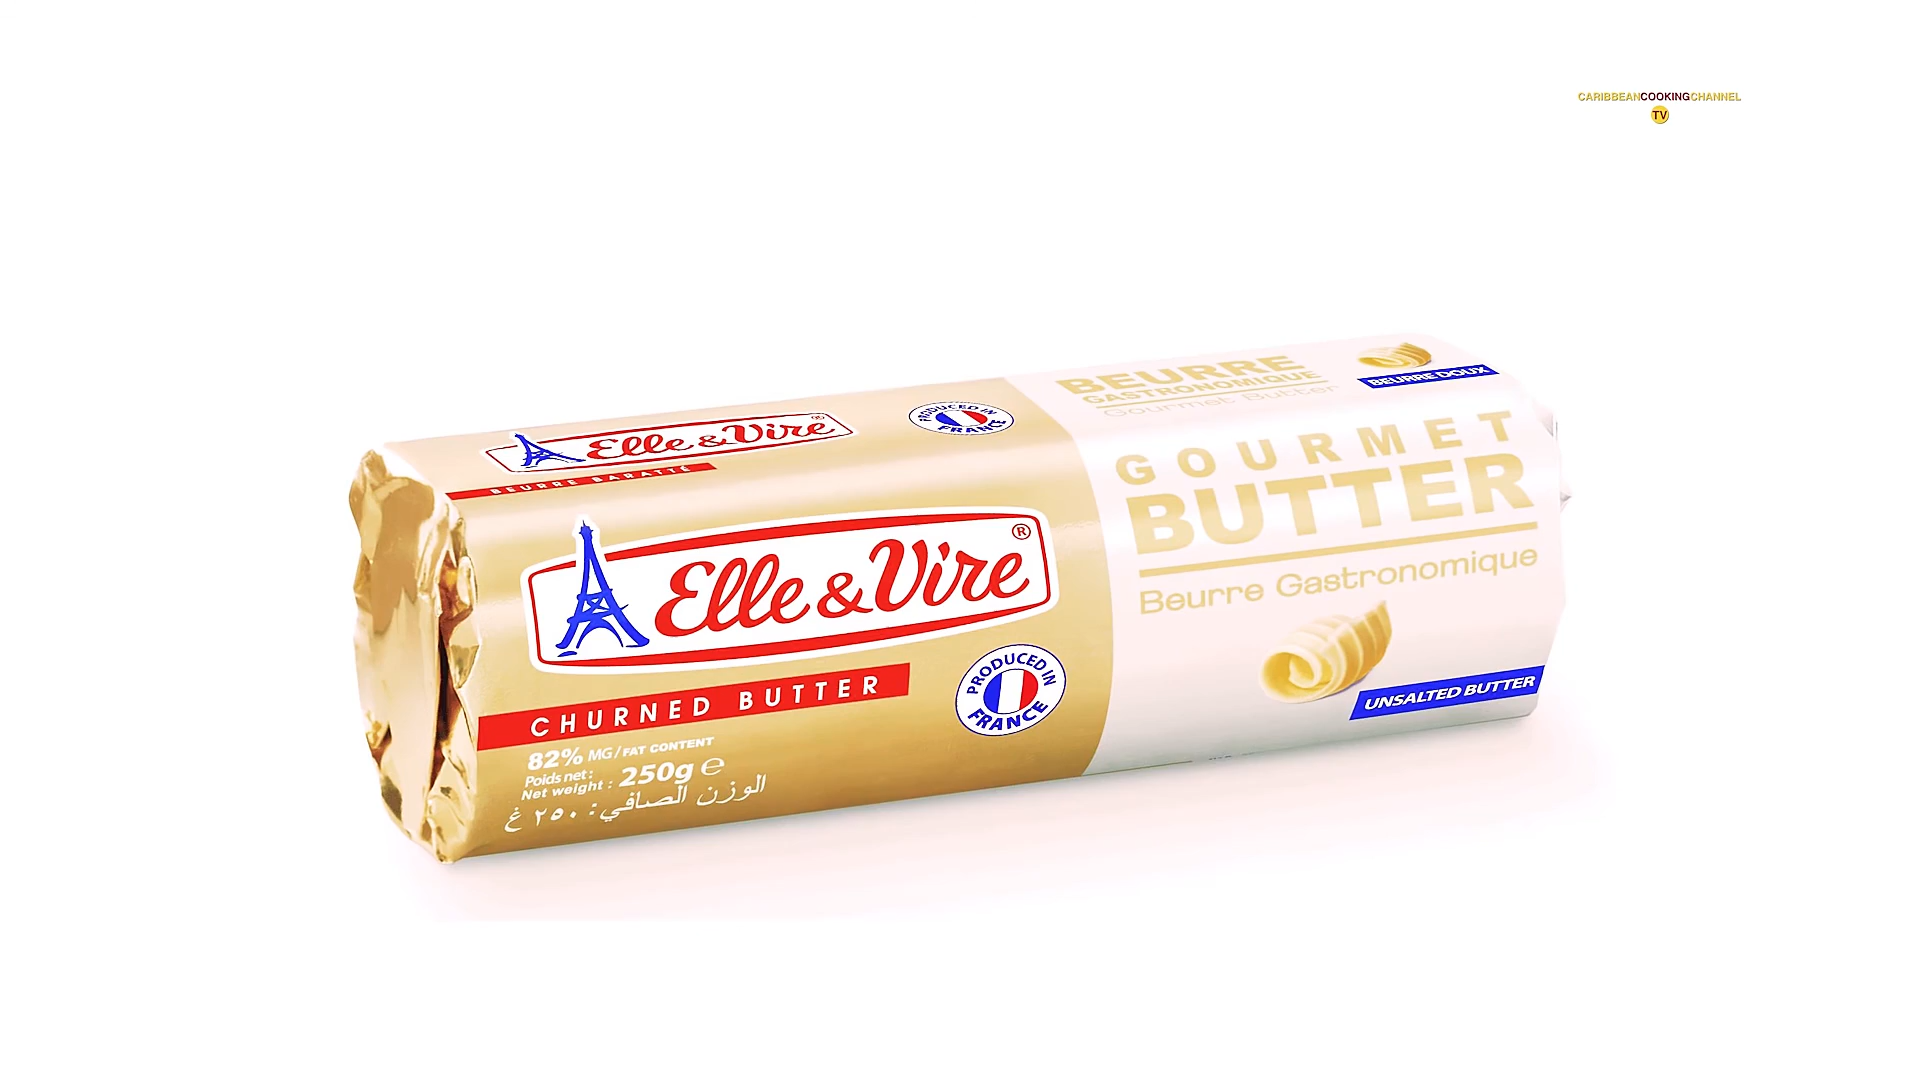 CARIBBEANCOOKINGCHANNEL
TV
BEURRE
GASTRONOMIQUE
Gourmet Butter
BEURRE DOUX
Elle & Vire ®
BEURRE BARATTÉ
PRODUCED IN
FRANCE
GOURMET
BUTTER
Beurre Gastronomique
UNSALTED BUTTER
Elle & Vire ®
CHURNED BUTTER
PRODUCED IN
FRANCE
82% MG/FAT CONTENT
Poids net :
Net weight : 250g ℮
الوزن الصافي: ٢٥٠ غ